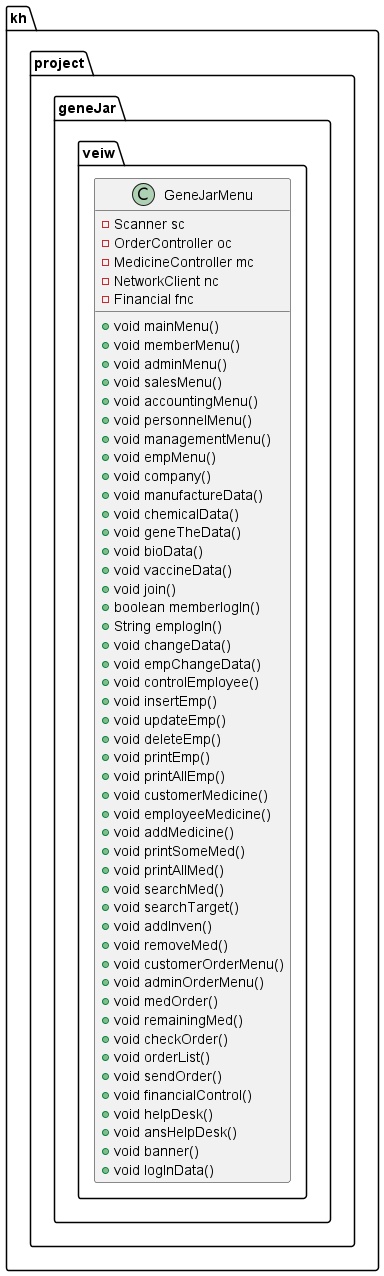 kh
project
geneJar
veiw
C GeneJarMenu
Scanner sc
OrderController oc
MedicineController mc
NetworkClient nc
Financial fnc
void mainMenu()
void memberMenu()
void adminMenu()
void salesMenu()
void accountingMenu()
void personnelMenu()
void managementMenu()
void empMenu()
void company()
void manufactureData()
void chemicalData()
void geneTheData()
void bioData()
void vaccineData()
void join()
boolean memberlogIn()
String emplogIn()
void changeData()
void empChangeData()
void controlEmployee()
void insertEmp()
void updateEmp()
void deleteEmp()
void printEmp()
void printAllEmp()
void customerMedicine()
void employeeMedicine()
void addMedicine()
void printSomeMed()
void printAllMed()
void searchMed()
void searchTarget()
void addInven()
void removeMed()
void customerOrderMenu()
void adminOrderMenu()
void medOrder()
void remainingMed()
void checkOrder()
void orderList()
void sendOrder()
void financialControl()
void helpDesk()
void ansHelpDesk()
void banner()
void logInData()